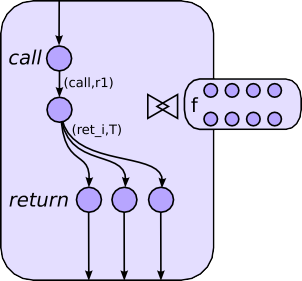 call
(call,r1)
f
(ret_i,T)
return